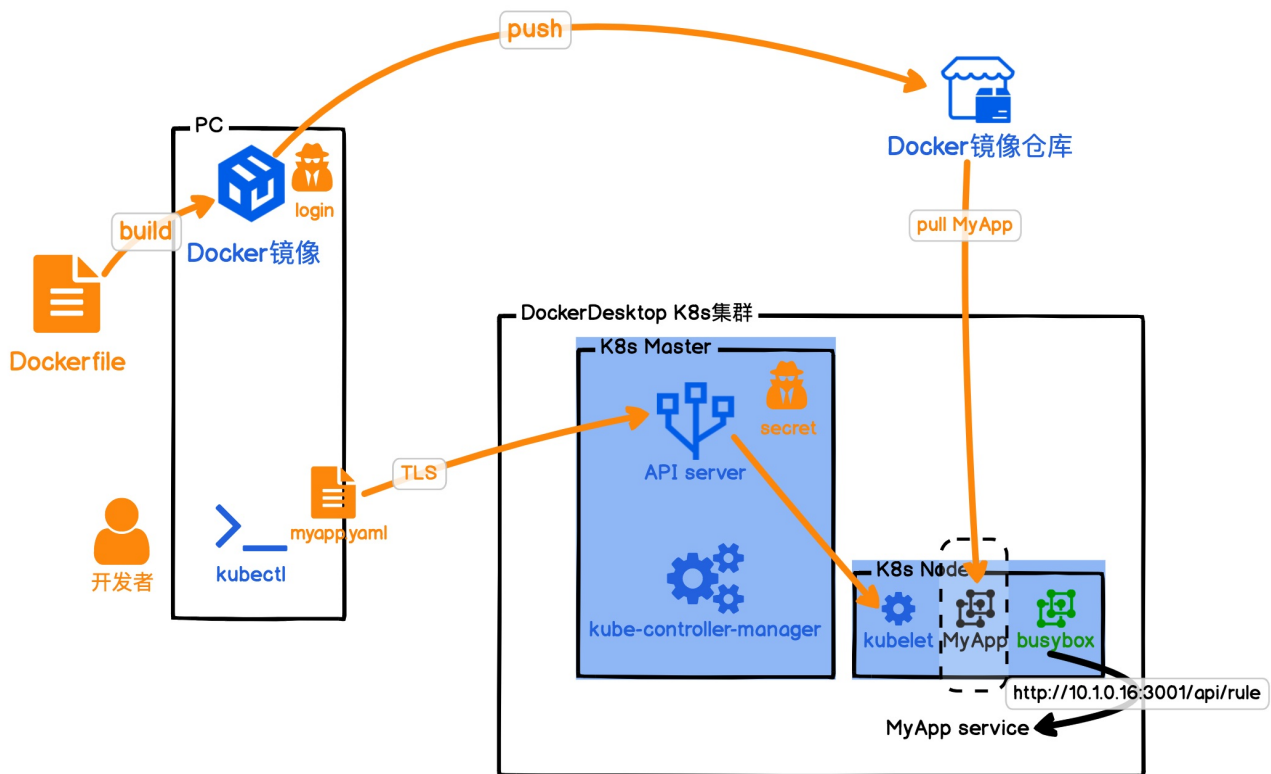 push
PC
Docker镜像仓库
login
build
Docker镜像
pull MyApp
DockerDesktop K8s集群
Dockerfile
K8s Master
secret
API server
TLS
myapp.yaml
kubectl
开发者
K8s Node
kube-controller-manager
kubelet
MyApp
busybox
http://10.1.0.16:3001/api/rule
MyApp service